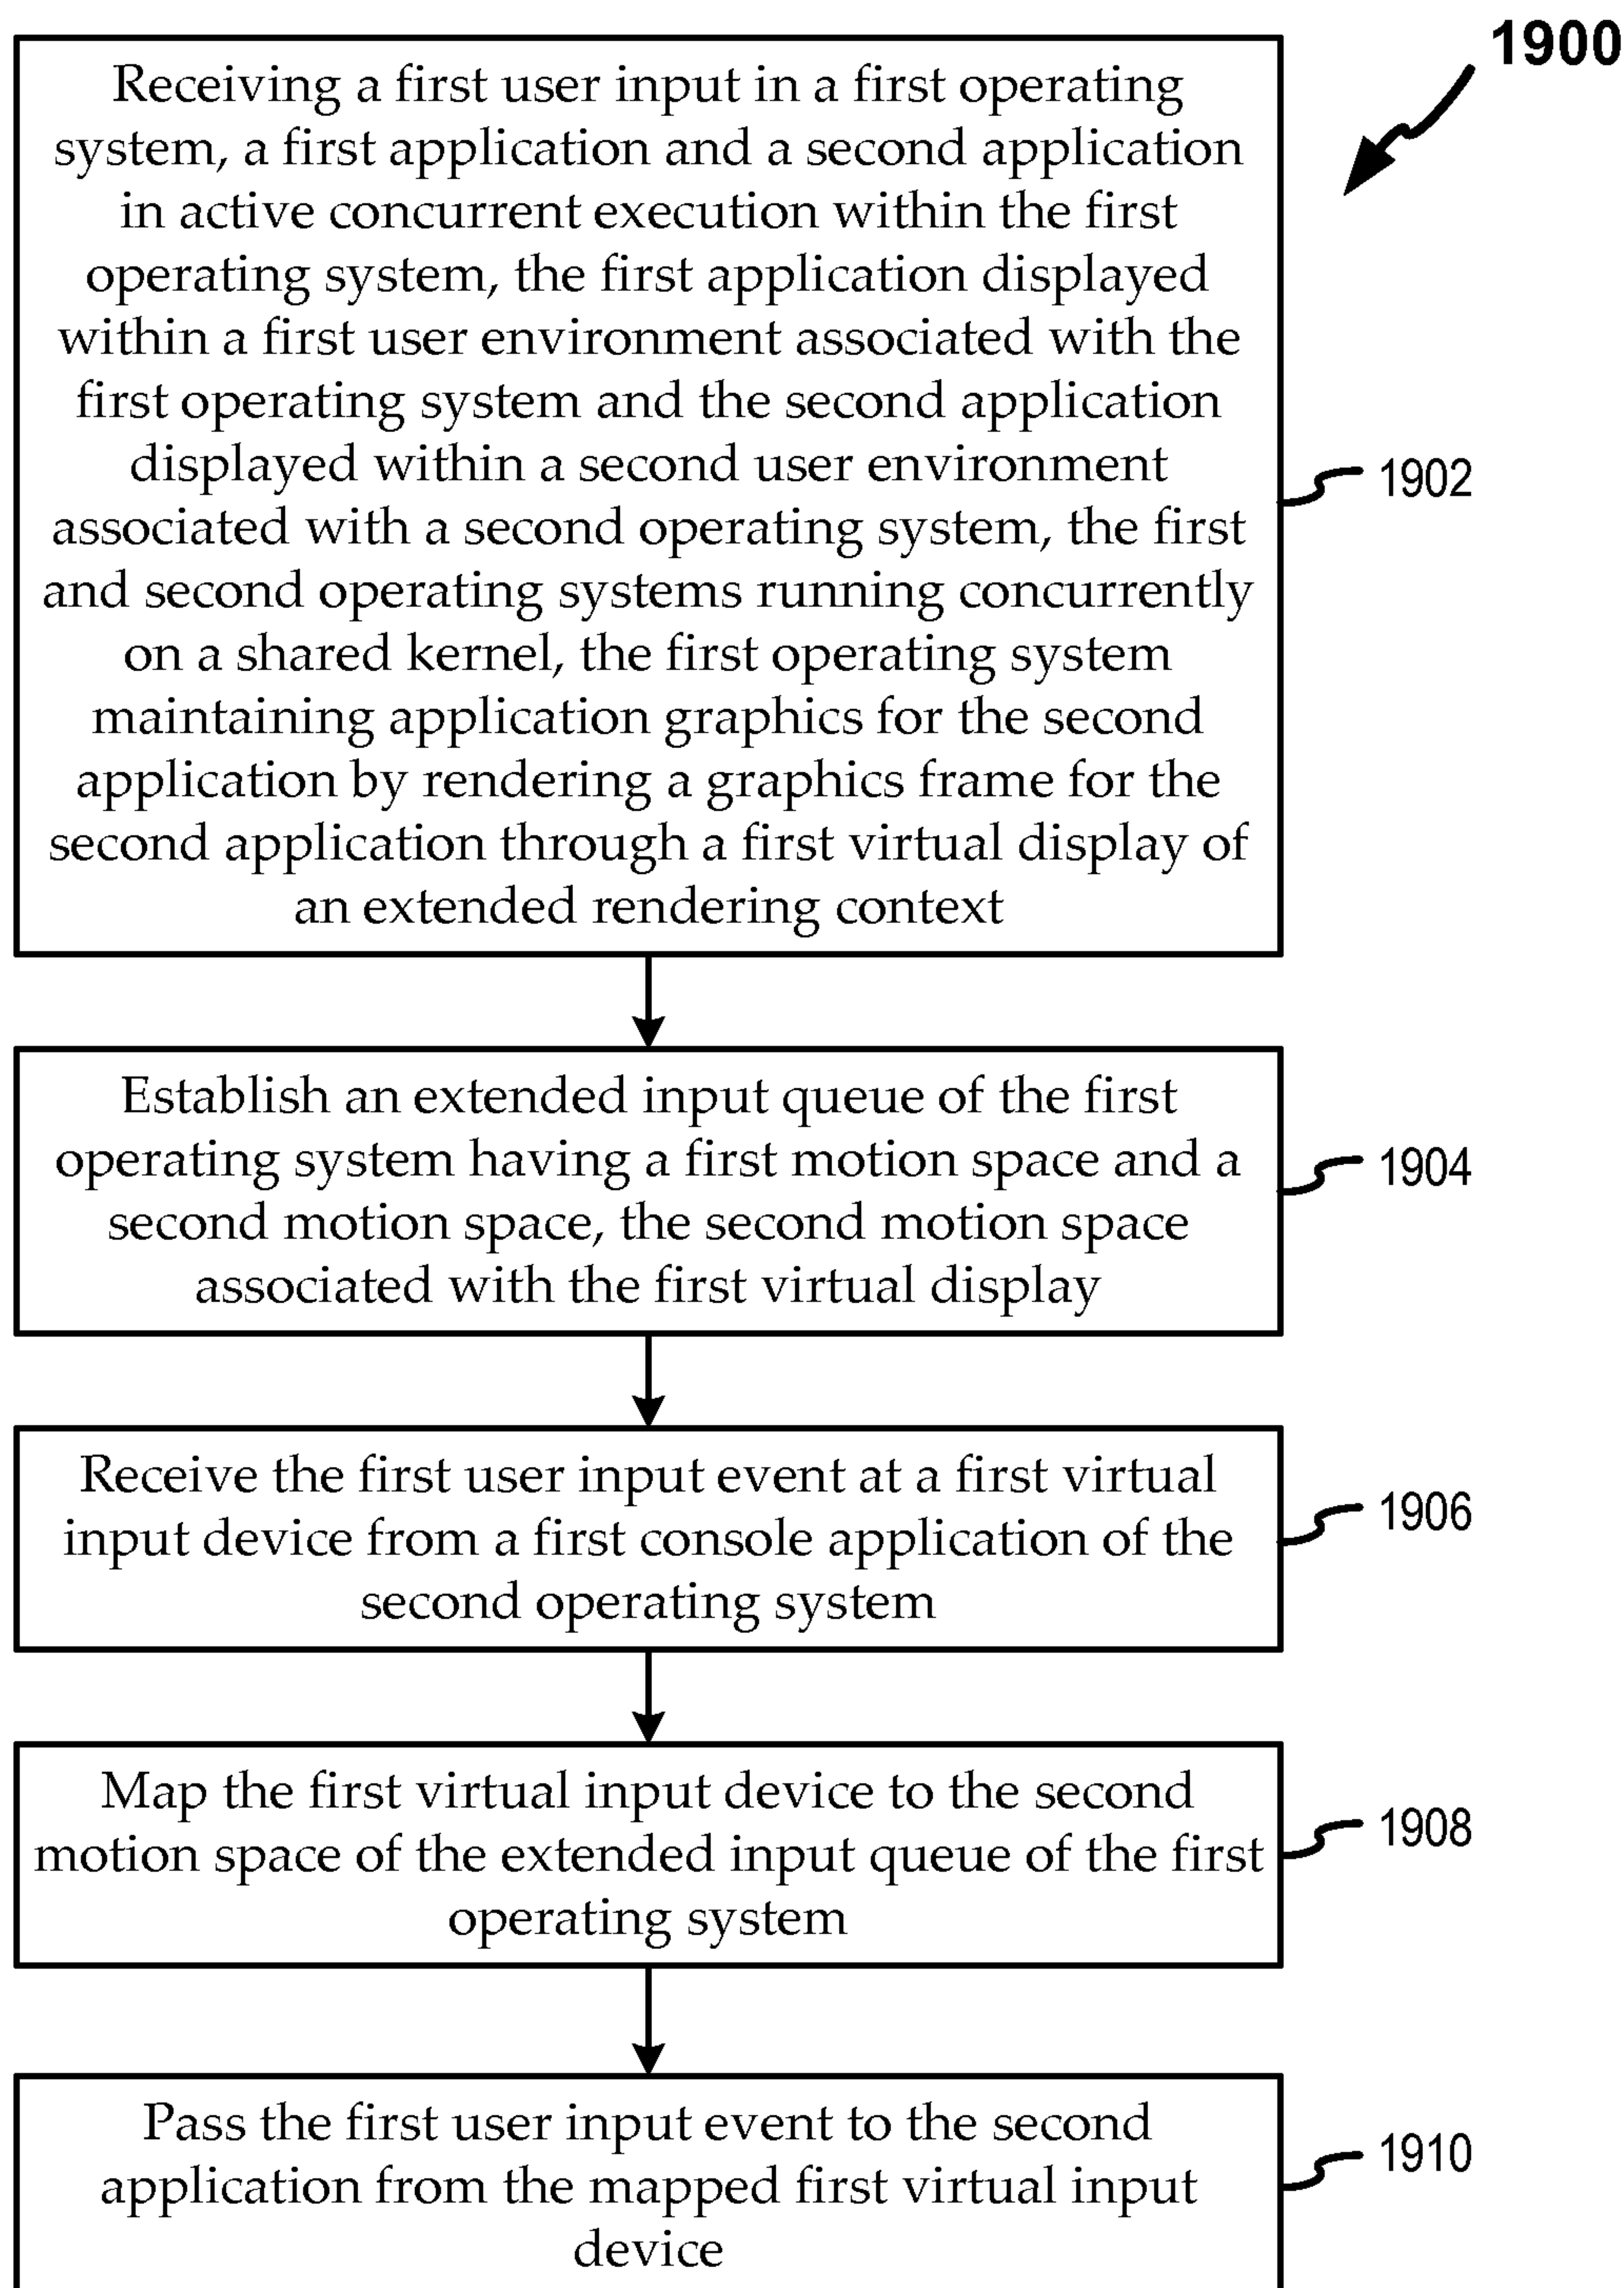 1900
Receiving a first user input in a first operating
system, a first application and a second application
in active concurrent execution within the first
operating system, the first application displayed
within a first user environment associated with the
first operating system and the second application
displayed within a second user environment
associated with a second operating system, the first
and second operating systems running concurrently
on a shared kernel, the first operating system
maintaining application graphics for the second
application by rendering a graphics frame for the
second application through a first virtual display of
an extended rendering context
1902
Establish an extended input queue of the first
operating system having a first motion space and a
second motion space, the second motion space
associated with the first virtual display
1904
Receive the first user input event at a first virtual
input device from a first console application of the
second operating system
1906
Map the first virtual input device to the second
motion space of the extended input queue of the first
operating system
1908
Pass the first user input event to the second
application from the mapped first virtual input
device
1910